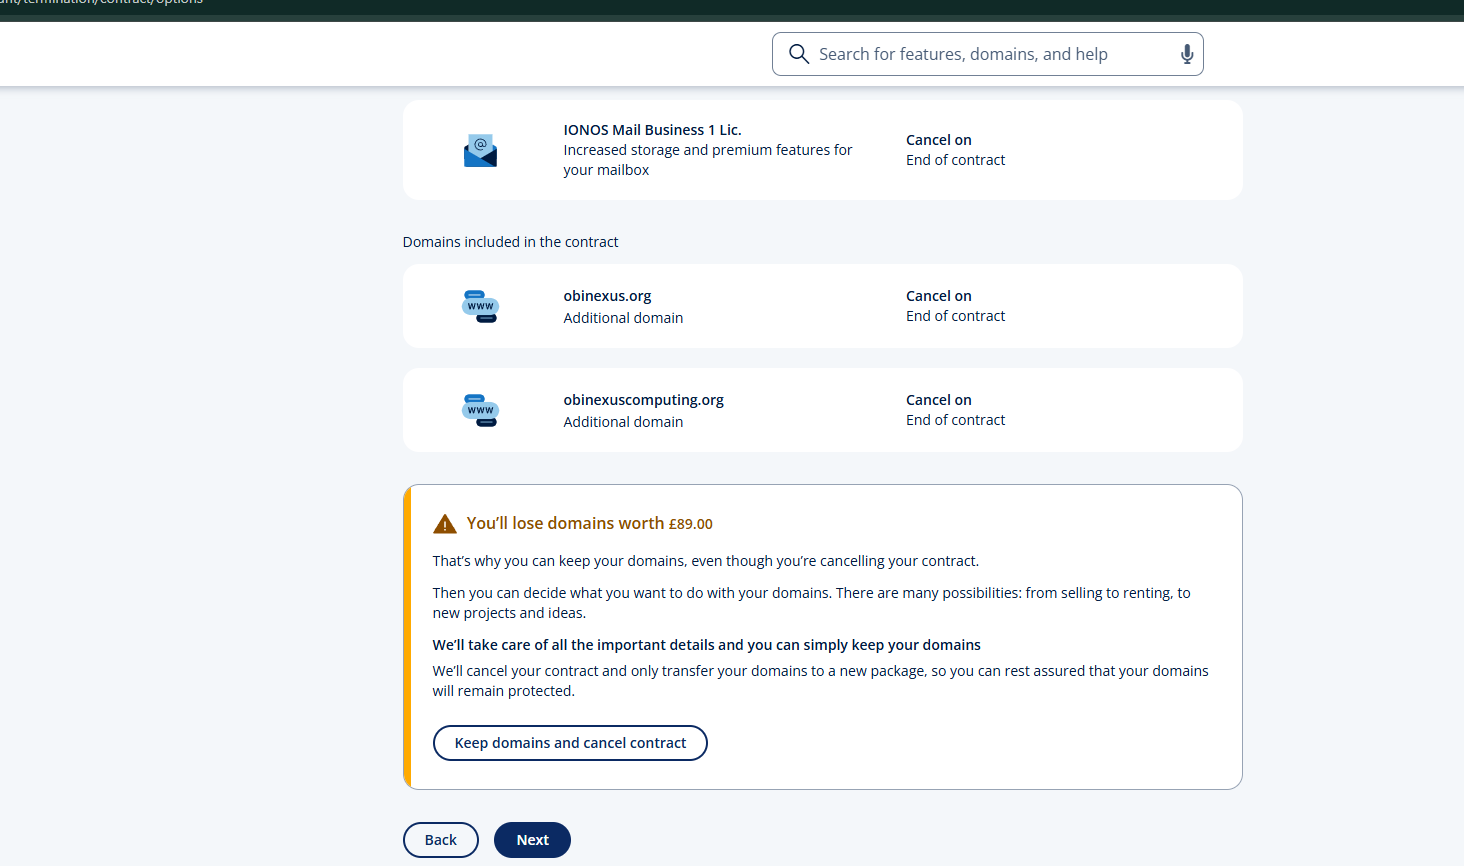 unt/termination/contract/options
Search for features, domains, and help
IONOS Mail Business 1 Lic.
Increased storage and premium features for
your mailbox
Cancel on
End of contract
Domains included in the contract
www
obinexus.org
Additional domain
Cancel on
End of contract
www
obinexuscomputing.org
Additional domain
Cancel on
End of contract
You’ll lose domains worth £89.00
That’s why you can keep your domains, even though you’re cancelling your contract.
Then you can decide what you want to do with your domains. There are many possibilities: from selling to renting, to
new projects and ideas.
We’ll take care of all the important details and you can simply keep your domains
We’ll cancel your contract and only transfer your domains to a new package, so you can rest assured that your domains
will remain protected.
Keep domains and cancel contract
Back
Next